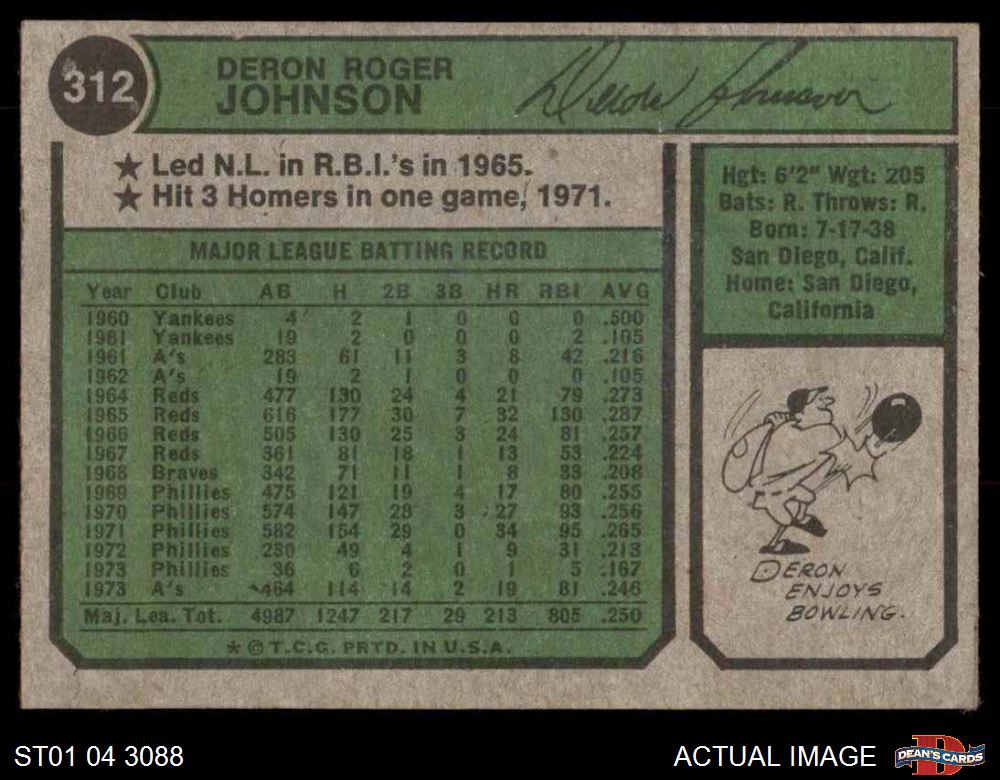 312
DERON ROGER
JOHNSON
Deron Johnson
★ Led N.L. in R.B.I.'s in 1965.
★ Hit 3 Homers in one game, 1971.
MAJOR LEAGUE BATTING RECORD
Year Club AB H 2B 3B HR RBI AVG
1960 Yankees 4 2 1 0 0 0 .500
1961 Yankees 19 2 0 0 0 2 .105
1961 A's 283 61 11 3 8 42 .216
1962 A's 19 2 1 0 0 0 .105
1964 Reds 477 130 24 4 21 79 .273
1965 Reds 616 177 30 7 32 130 .287
1966 Reds 505 130 25 3 24 81 .257
1967 Reds 361 81 18 1 13 53 .224
1968 Braves 342 71 11 1 8 33 .208
1969 Phillies 475 121 19 4 17 80 .255
1970 Phillies 574 147 28 3 27 93 .256
1971 Phillies 582 154 29 0 34 95 .265
1972 Phillies 230 49 4 1 9 31 .213
1973 Phillies 36 6 2 0 1 5 .167
1973 A's 464 114 14 2 19 81 .246
Maj. Lea. Tot. 4987 1247 217 29 213 805 .250
* © T.C.G. PRTD. IN U.S.A.
Hgt: 6'2" Wgt: 205
Bats: R. Throws: R.
Born: 7-17-38
San Diego, Calif.
Home: San Diego,
California
DERON
ENJOYS
BOWLING.
ST01 04 3088
ACTUAL IMAGE
D
DEAN'S CARDS